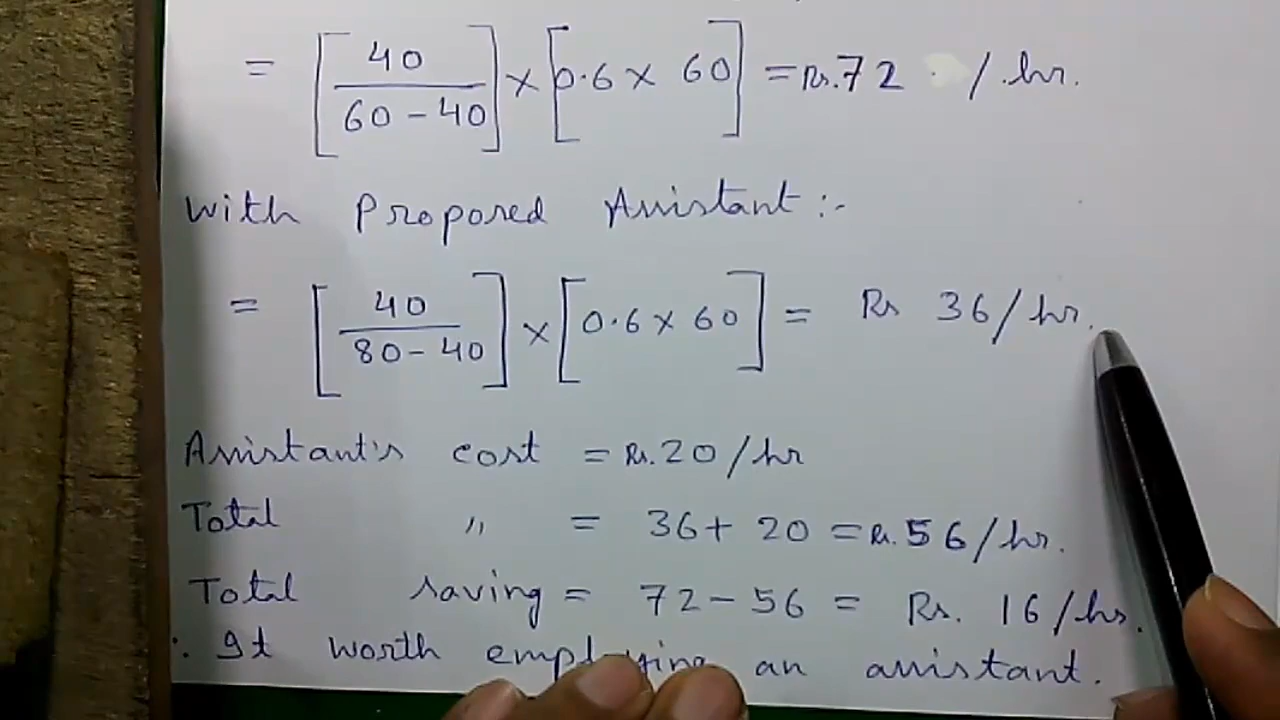 = [40 / 60 - 40] × [0.6 × 60] = Rs.72 /hr.
With Proposed Assistant :-
= [40 / 80 - 40] × [0.6 × 60] = Rs 36/hr.
Assistant's cost = Rs.20/hr
Total " = 36 + 20 = Rs.56/hr.
Total saving = 72 - 56 = Rs. 16/hr.
∴ It worth employing an assistant.